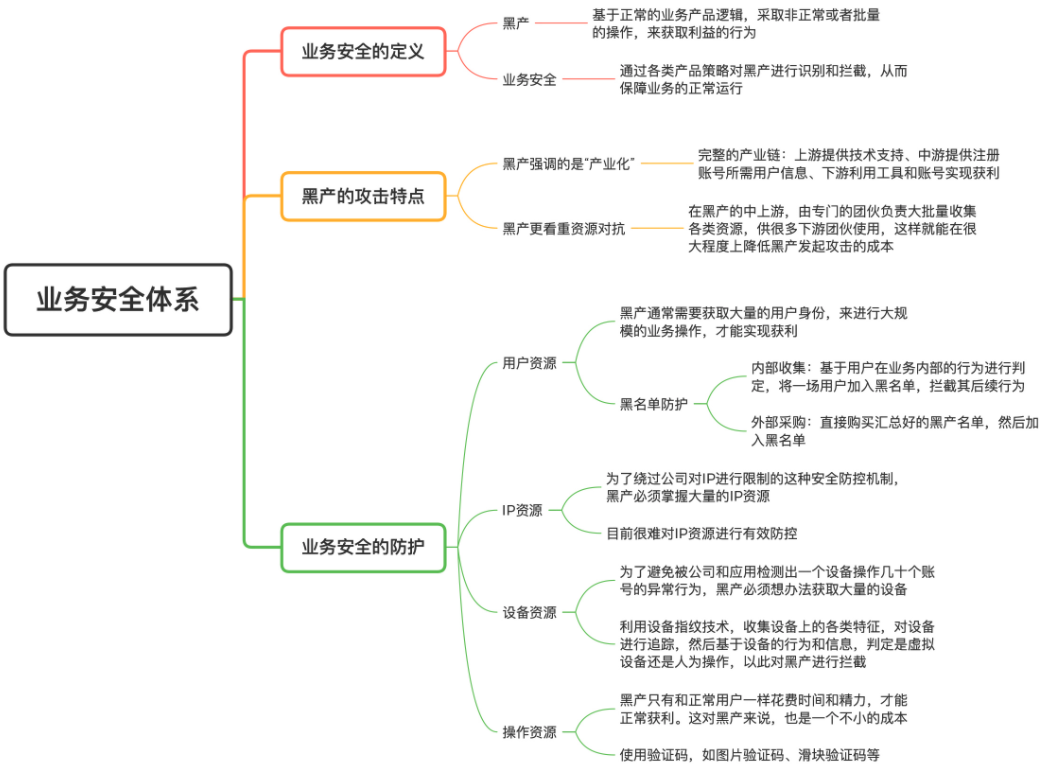 业务安全体系
业务安全的定义
黑产
基于正常的业务产品逻辑，采取非正常或者批量
的操作，来获取利益的行为
业务安全
通过各类产品策略对黑产进行识别和拦截，从而
保障业务的正常运行
黑产的攻击特点
黑产强调的是“产业化”
完整的产业链：上游提供技术支持、中游提供注册
账号所需用户信息、下游利用工具和账号实现获利
黑产更看重资源对抗
在黑产的中上游，由专门的团伙负责大批量收集
各类资源，供很多下游团伙使用，这样就能在很
大程度上降低黑产发起攻击的成本
业务安全的防护
用户资源
黑产通常需要获取大量的用户身份，来进行大规
模的业务操作，才能实现获利
黑名单防护
内部收集：基于用户在业务内部的行为进行判
定，将一场用户加入黑名单，拦截其后续行为
外部采购：直接购买汇总好的黑产名单，然后加
入黑名单
IP资源
为了绕过公司对IP进行限制的这种安全防控机制，
黑产必须掌握大量的IP资源
目前很难对IP资源进行有效防控
设备资源
为了避免被公司和应用检测出一个设备操作几十个账
号的异常行为，黑产必须想办法获取大量的设备
利用设备指纹技术，收集设备上的各类特征，对设备
进行追踪，然后基于设备的行为和信息，判定是虚拟
设备还是人为操作，以此对黑产进行拦截
操作资源
黑产只有和正常用户一样花费时间和精力，才能
正常获利。这对黑产来说，也是一个不小的成本
使用验证码，如图片验证码、滑块验证码等